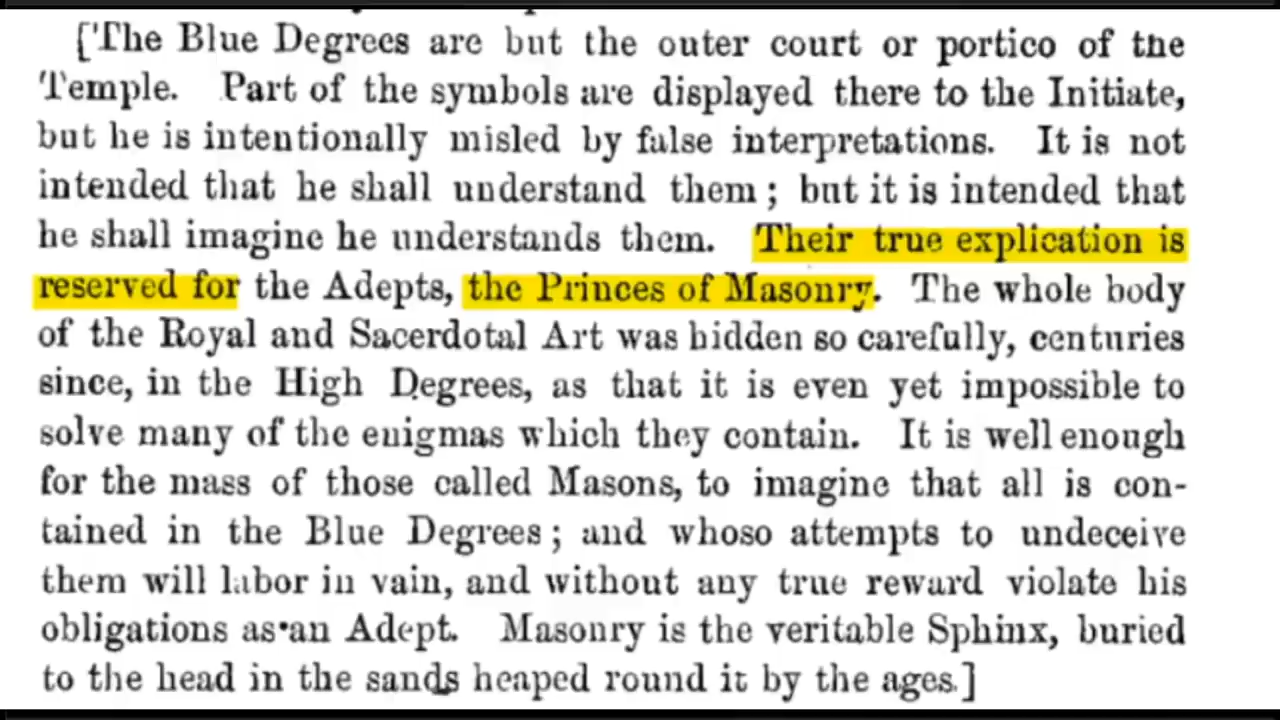 ['The Blue Degrees are but the outer court or portico of the
Temple. Part of the symbols are displayed there to the Initiate,
but he is intentionally misled by false interpretations. It is not
intended that he shall understand them; but it is intended that
he shall imagine he understands them. Their true explication is
reserved for the Adepts, the Princes of Masonry. The whole body
of the Royal and Sacerdotal Art was hidden so carefully, centuries
since, in the High Degrees, as that it is even yet impossible to
solve many of the enigmas which they contain. It is well enough
for the mass of those called Masons, to imagine that all is con-
tained in the Blue Degrees; and whoso attempts to undeceive
them will labor in vain, and without any true reward violate his
obligations as an Adept. Masonry is the veritable Sphinx, buried
to the head in the sands heaped round it by the ages.]